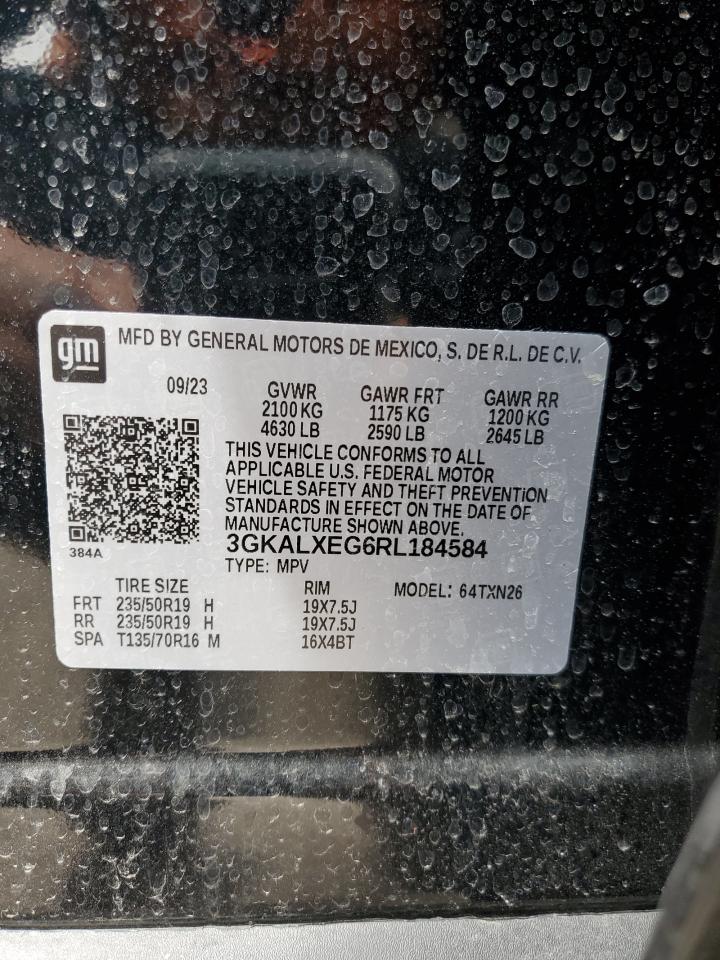 gm
MFD BY GENERAL MOTORS DE MEXICO, S. DE R.L. DE C.V.
09/23 GVWR GAWR FRT GAWR RR
2100 KG 1175 KG 1200 KG
4630 LB 2590 LB 2645 LB
THIS VEHICLE CONFORMS TO ALL
APPLICABLE U.S. FEDERAL MOTOR
VEHICLE SAFETY AND THEFT PREVENTION
STANDARDS IN EFFECT ON THE DATE OF
MANUFACTURE SHOWN ABOVE.
384A
3GKALXEG6RL184584
TYPE: MPV
TIRE SIZE RIM MODEL: 64TXN26
FRT 235/50R19 H 19X7.5J
RR 235/50R19 H 19X7.5J
SPA T135/70R16 M 16X4BT